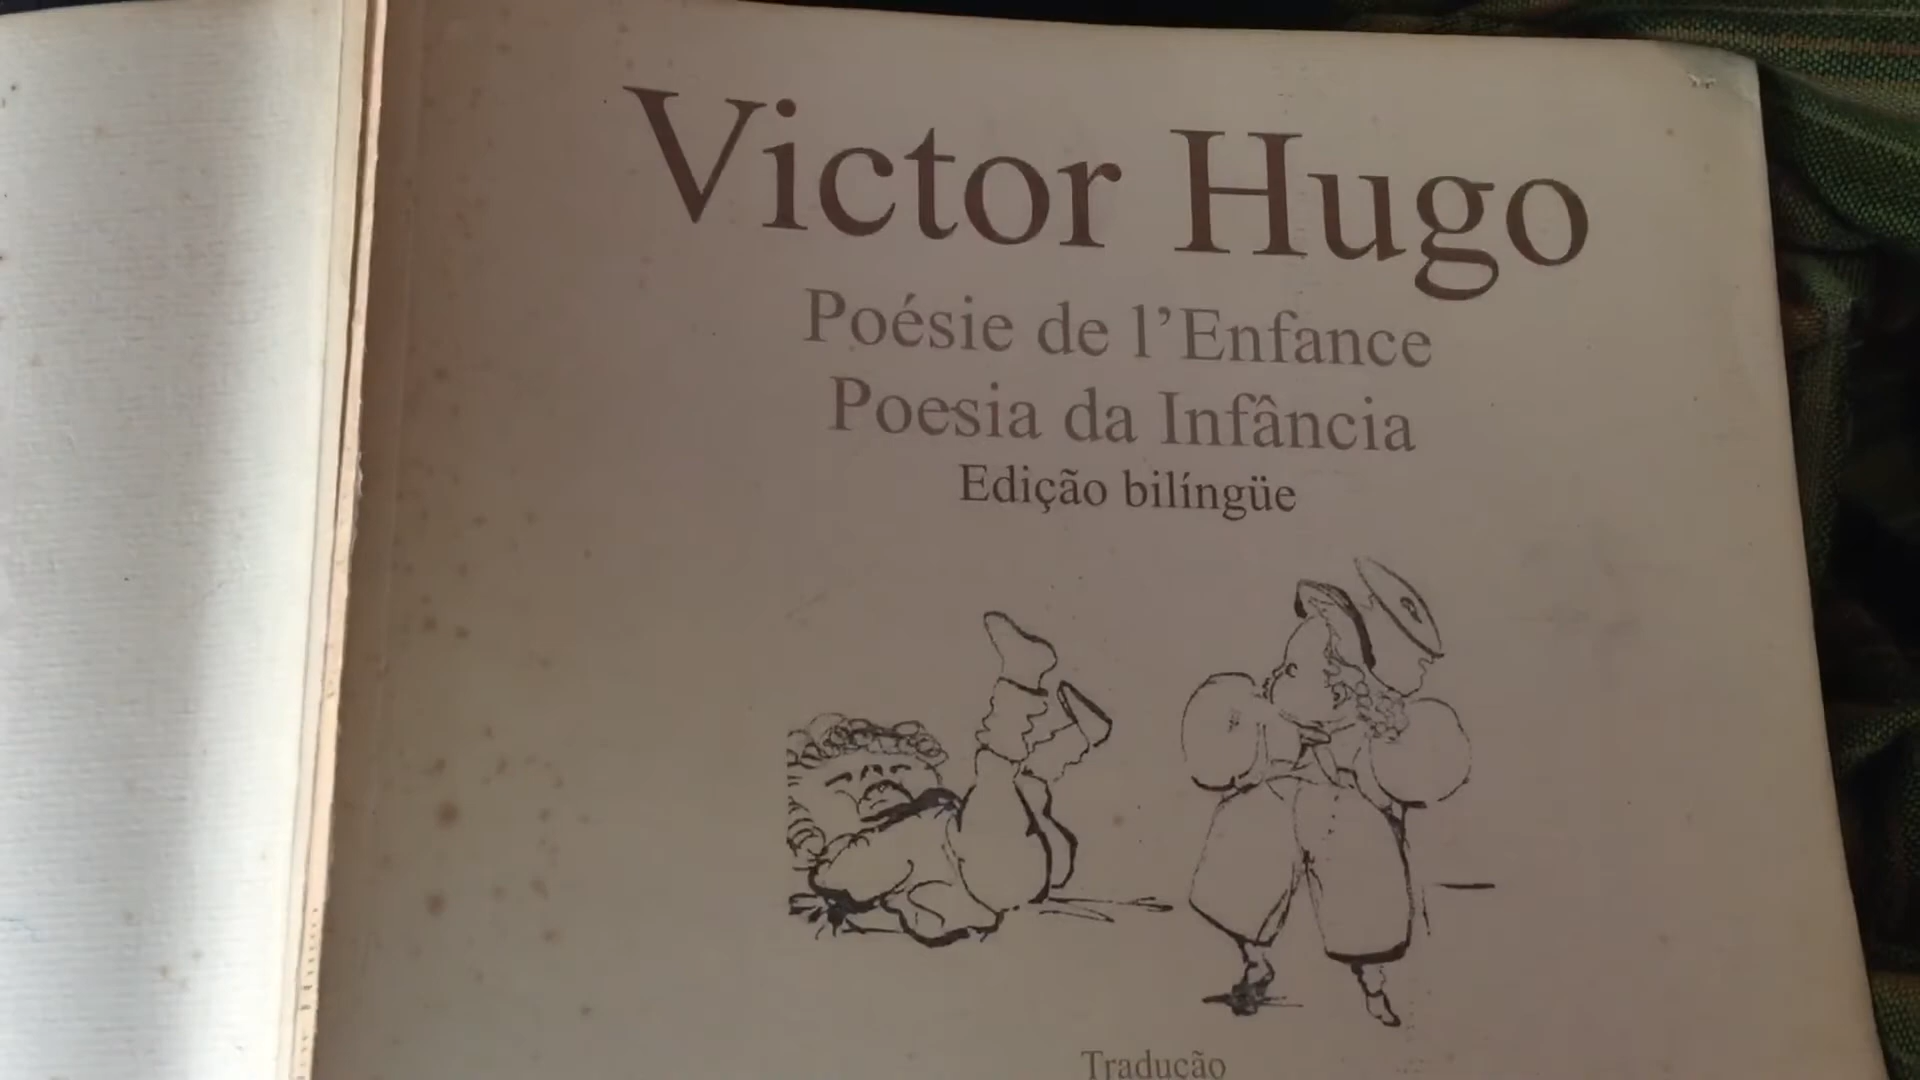 Victor Hugo
Poésie de l’Enfance
Poesia da Infância
Edição bilíngüe
Tradução